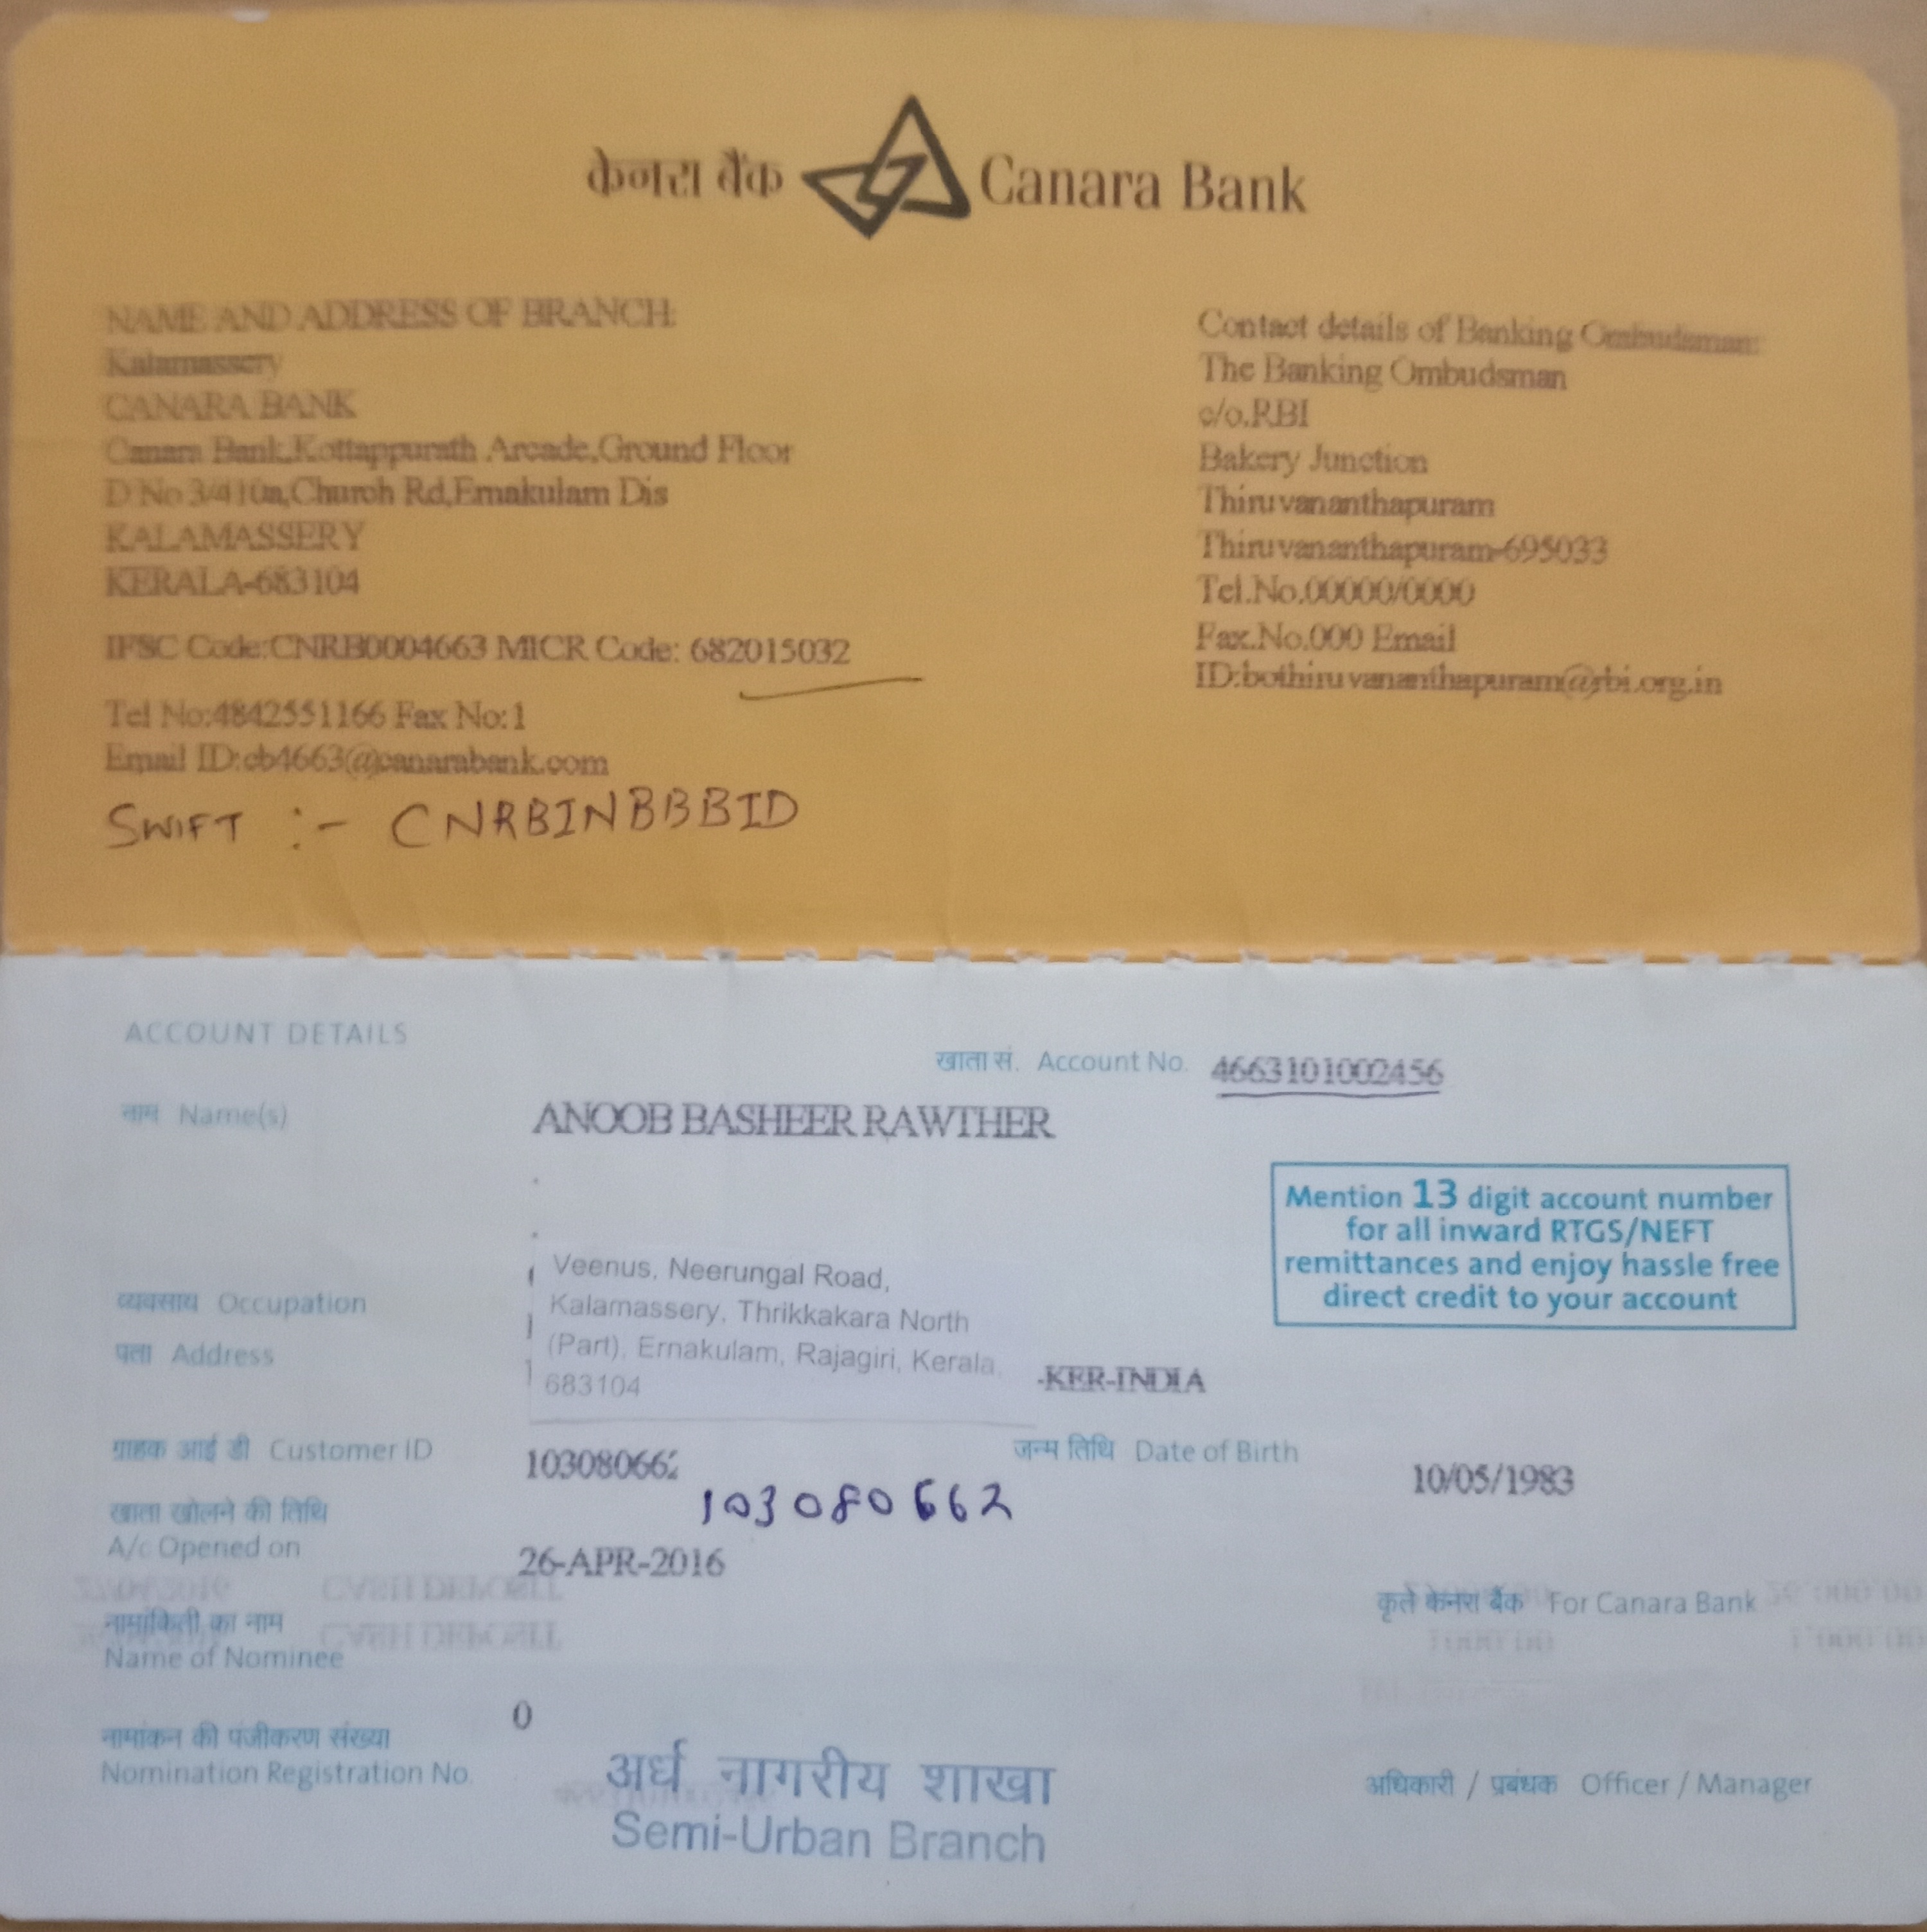 केनरा बैंक Canara Bank
NAME AND ADDRESS OF BRANCH:
Kalamassery
CANARA BANK
Canara Bank,Kottappurath Arcade,Ground Floor
D No 3/410a,Church Rd,Ernakulam Dis
KALAMASSERY
KERALA-683104
IFSC Code:CNRB0004663 MICR Code: 682015032
Tel No:4842551166 Fax No:1
Email ID:cb4663@canarabank.com
SWIFT :- CNRBINBBBID
Contact details of Banking Ombudsman:
The Banking Ombudsman
c/o.RBI
Bakery Junction
Thiruvananthapuram
Thiruvananthapuram-695033
Tel.No.00000/0000
Fax.No.000 Email
ID:bothiruvananthapuram@rbi.org.in
ACCOUNT DETAILS
खाता सं. Account No. 4663101002456
नाम Name(s) ANOOB BASHEER RAWTHER
Mention 13 digit account number
for all inward RTGS/NEFT
remittances and enjoy hassle free
direct credit to your account
व्यवसाय Occupation
पता Address
Veenus, Neerungal Road,
Kalamassery, Thrikkakara North
(Part), Ernakulam, Rajagiri, Kerala,
683104
-KER-INDIA
ग्राहक आई डी Customer ID 103080662
103080662
जन्म तिथि Date of Birth 10/05/1983
खाता खोलने की तिथि
A/c Opened on 26-APR-2016
नामांकिती का नाम
Name of Nominee
कृते केनरा बैंक For Canara Bank
0
नामांकन की पंजीकरण संख्या
Nomination Registration No.
अर्ध नागरीय शाखा
Semi-Urban Branch
अधिकारी / प्रबंधक Officer / Manager